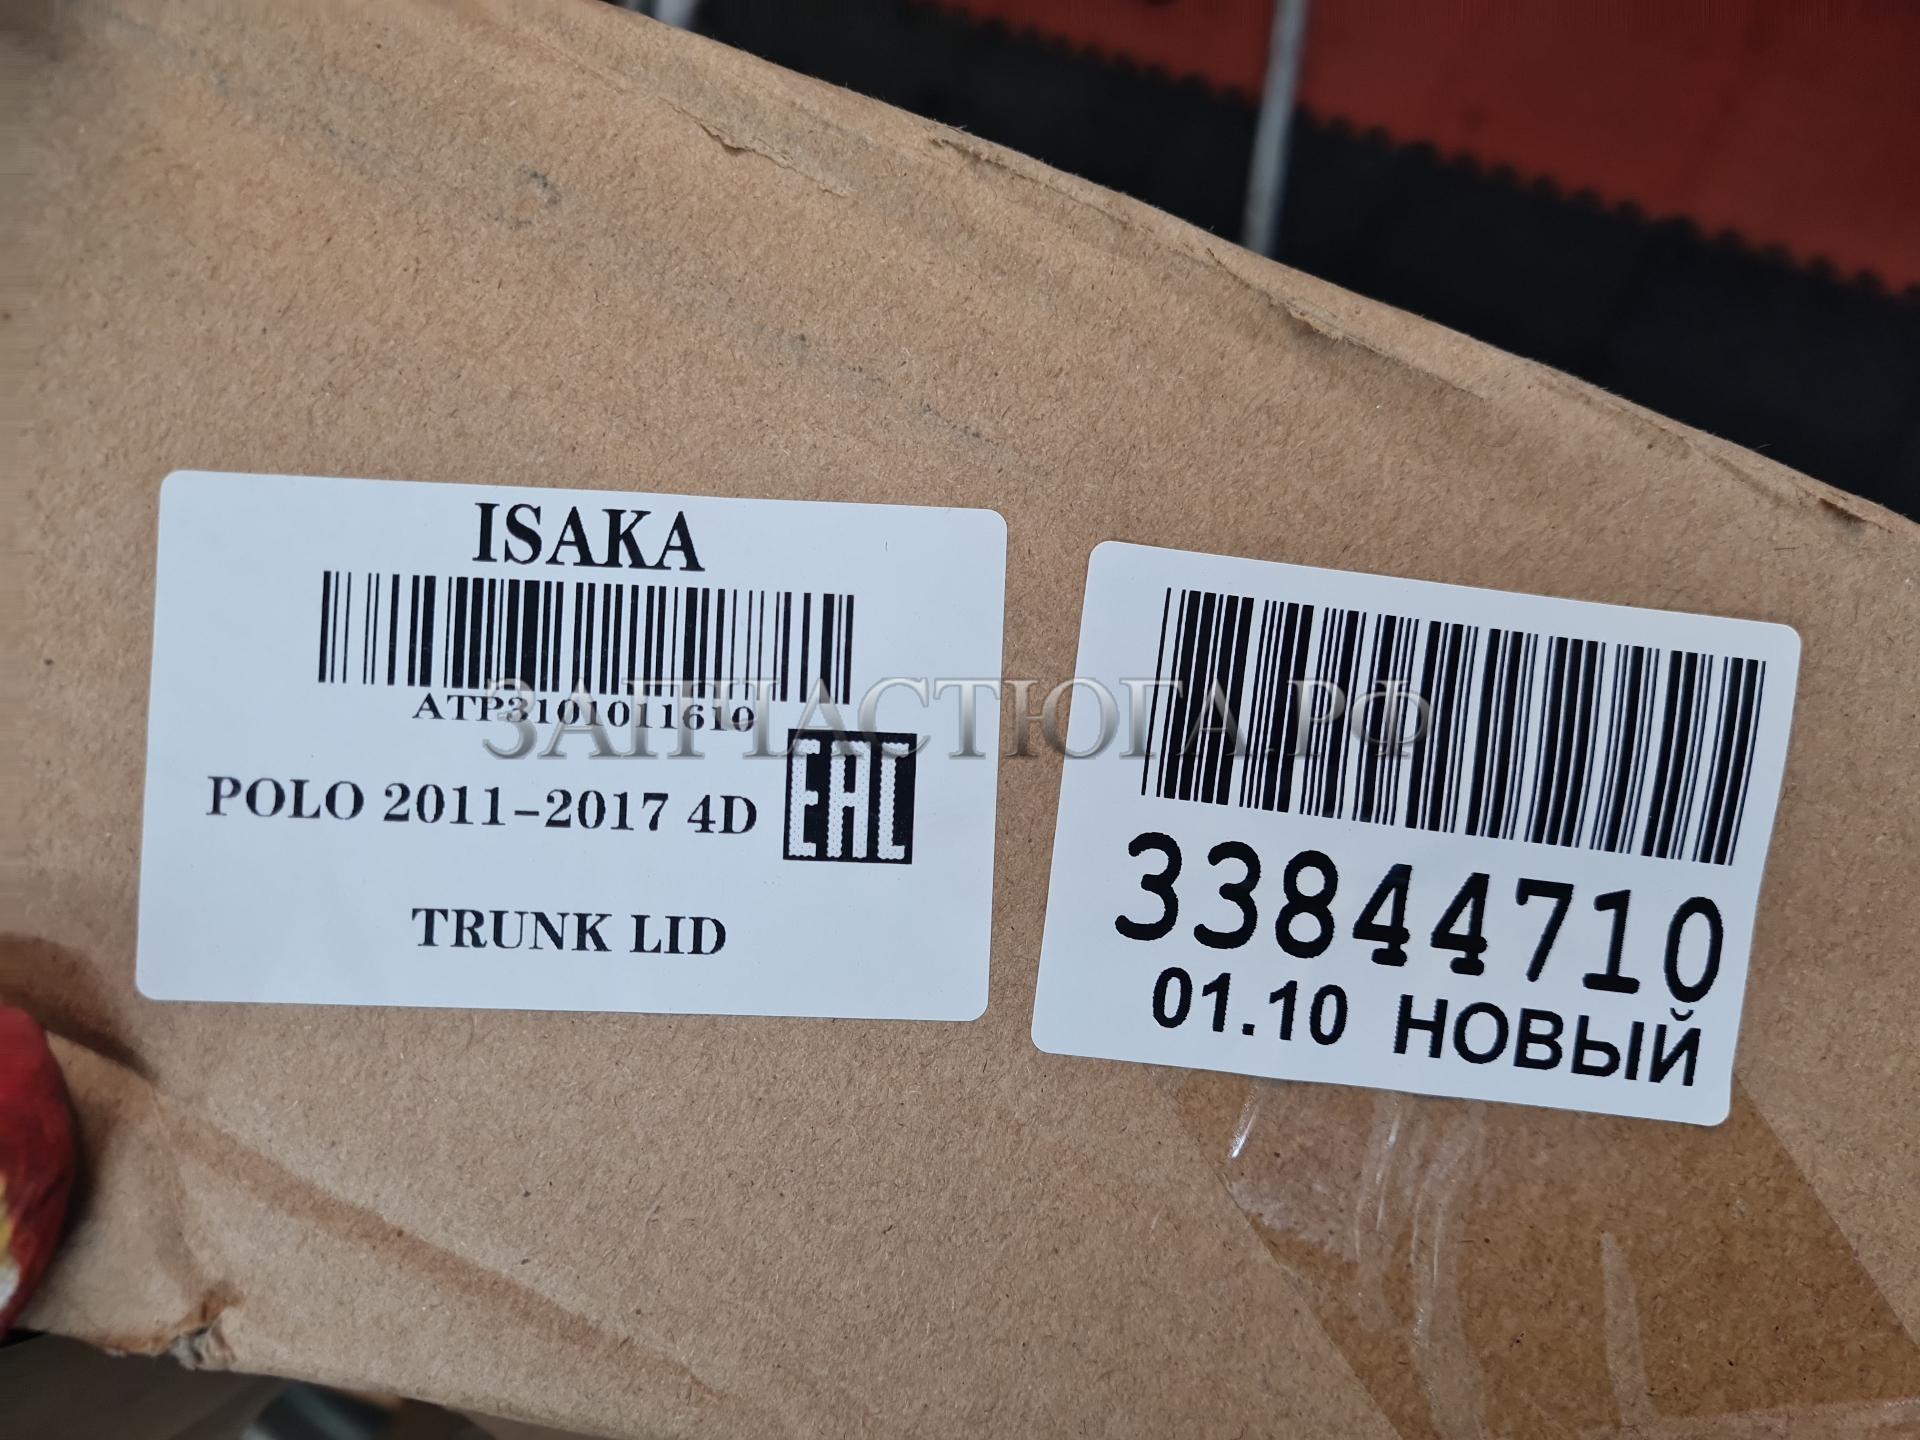 ISAKA
ATP3101011610
ЗАПЧАСТЮГА.РФ
POLO 2011-2017 4D
EAC
TRUNK LID
33844710
01.10 НОВЫЙ